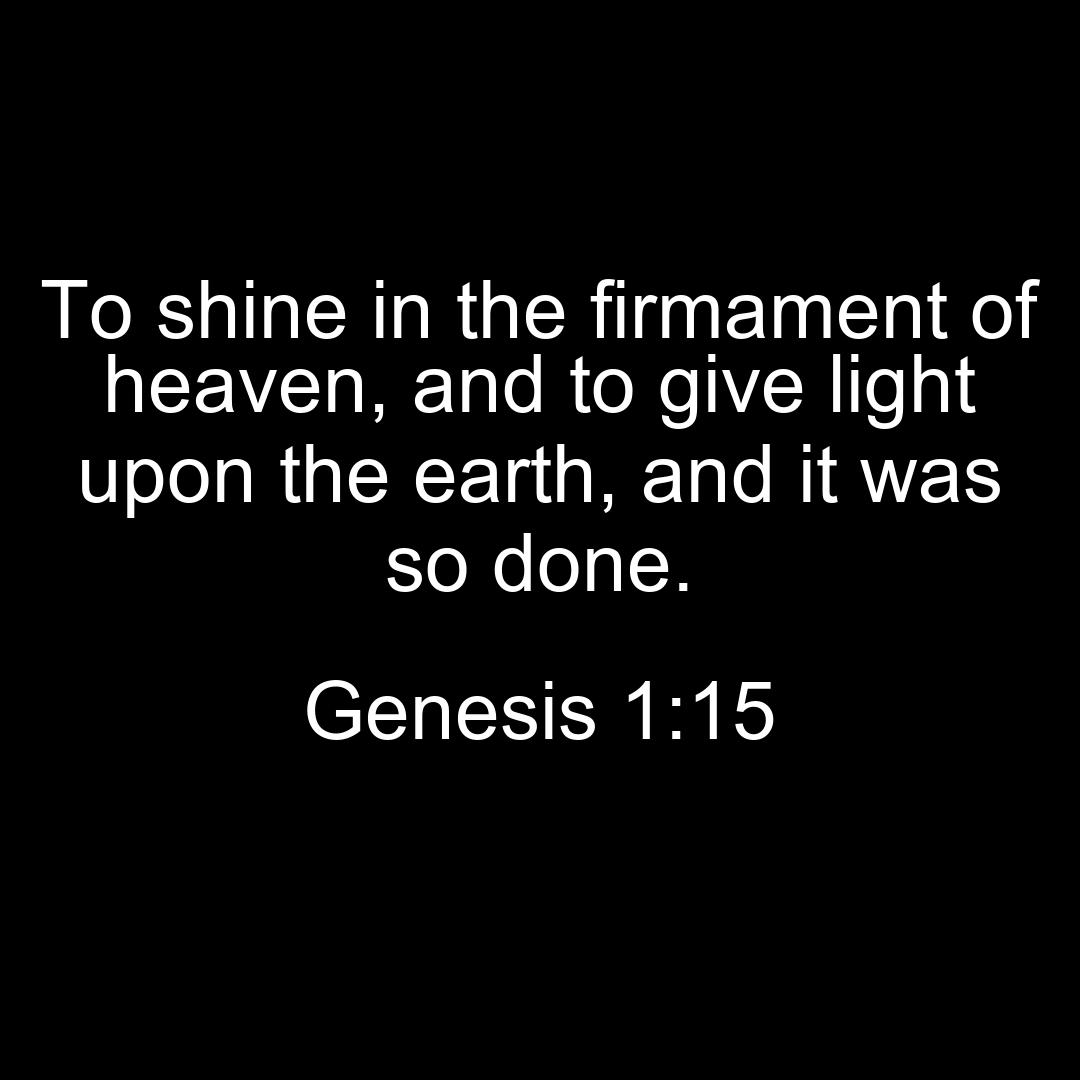 To shine in the firmament of
heaven, and to give light
upon the earth, and it was
so done.
Genesis 1:15